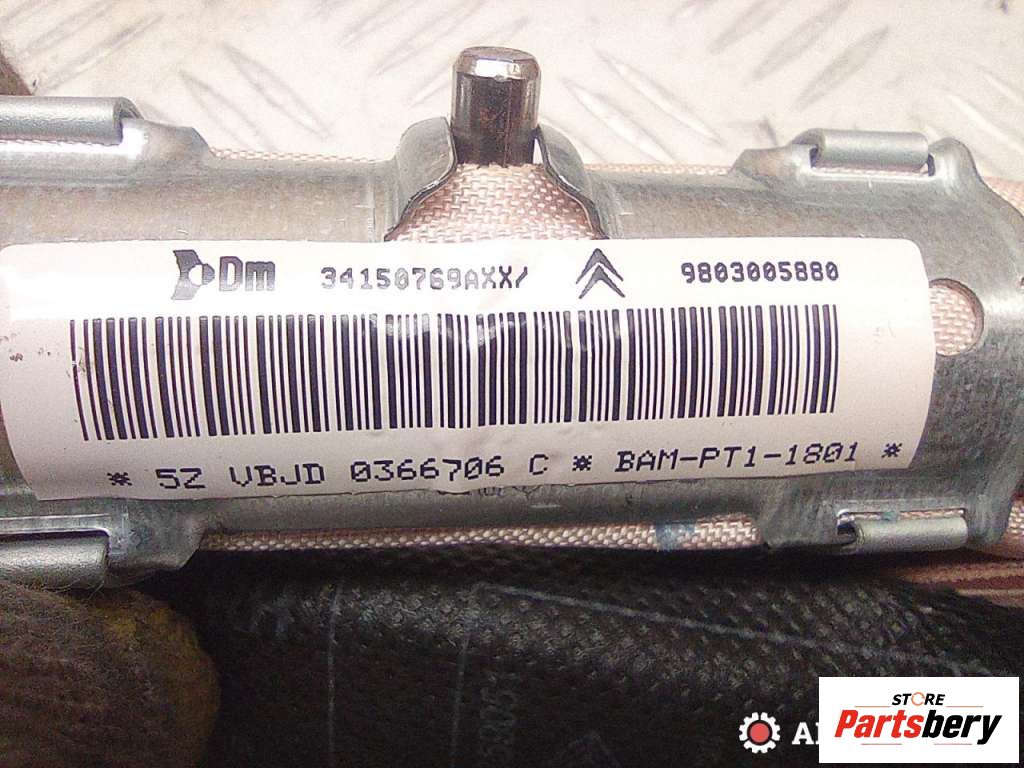 Dm 34150769AXX/ 9803005880
* 5Z VBJD 0366706 C * BAM-PT1-1801 *
STORE
Partsbery